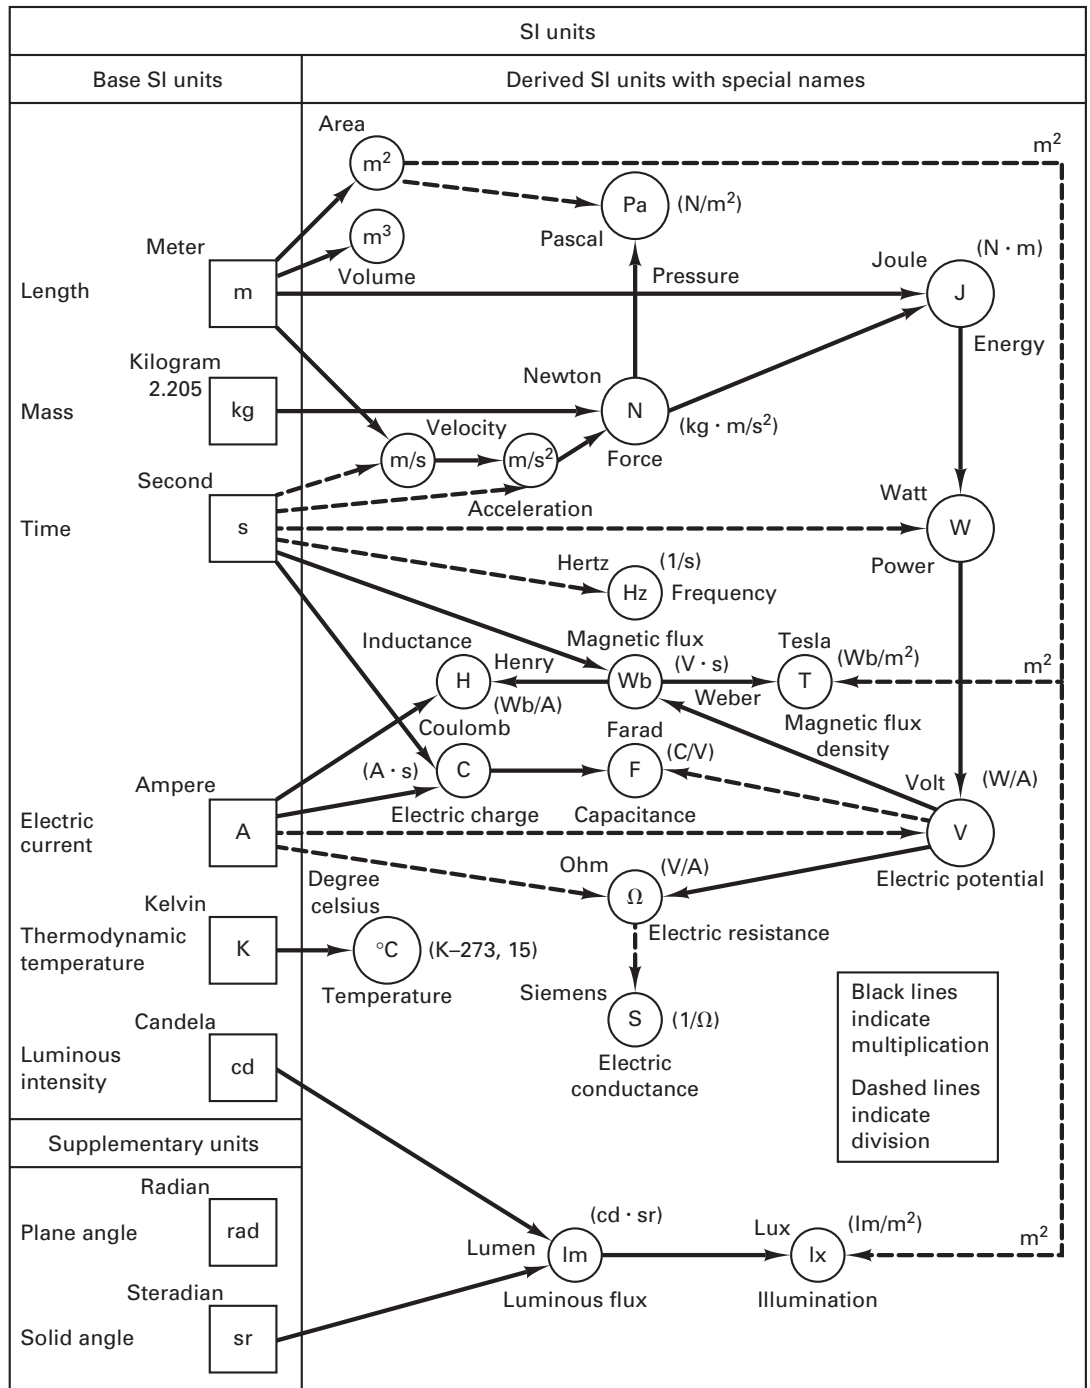 SI units
Base SI units
Derived SI units with special names
Area
m²
m²
Pa
(N/m²)
Pascal
m³
Volume
Meter
Length
m
Pressure
Joule
(N · m)
J
Energy
Kilogram
2.205
Mass
kg
Newton
N
(kg · m/s²)
Force
Velocity
m/s
m/s²
Acceleration
Second
Time
s
Watt
W
Power
Hertz
(1/s)
Hz
Frequency
Inductance
Henry
H
(Wb/A)
Magnetic flux
(V · s)
Wb
Weber
Tesla
(Wb/m²)
T
m²
Magnetic flux
density
Coulomb
(A · s)
C
Electric charge
Farad
(C/V)
F
Capacitance
Volt
(W/A)
V
Electric potential
Ampere
Electric
current
A
Ohm
(V/A)
Ω
Electric resistance
Kelvin
Thermodynamic
temperature
K
Degree
celsius
°C
(K–273, 15)
Temperature
Siemens
S
(1/Ω)
Electric
conductance
Black lines
indicate
multiplication
Dashed lines
indicate
division
Candela
Luminous
intensity
cd
Supplementary units
Radian
Plane angle
rad
Steradian
Solid angle
sr
(cd · sr)
Lumen
Im
Luminous flux
Lux
(Im/m²)
Ix
m²
Illumination